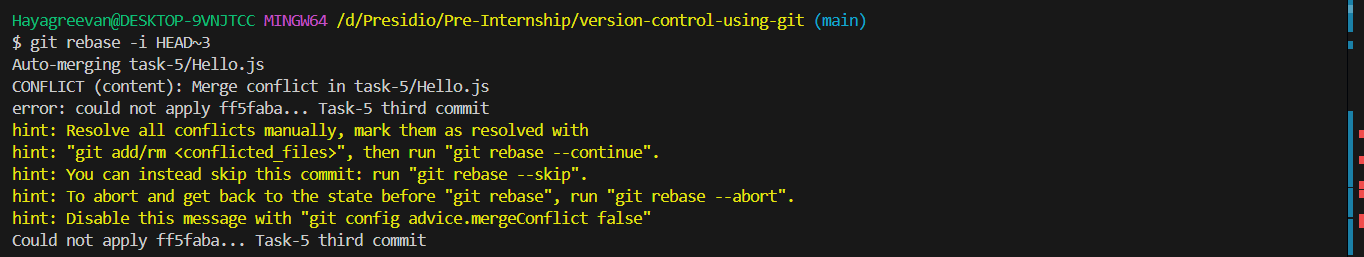 Hayagreevan@DESKTOP-9VNJTCC MINGW64 /d/Presidio/Pre-Internship/version-control-using-git (main)
$ git rebase -i HEAD~3
Auto-merging task-5/Hello.js
CONFLICT (content): Merge conflict in task-5/Hello.js
error: could not apply ff5faba... Task-5 third commit
hint: Resolve all conflicts manually, mark them as resolved with
hint: "git add/rm <conflicted_files>", then run "git rebase --continue".
hint: You can instead skip this commit: run "git rebase --skip".
hint: To abort and get back to the state before "git rebase", run "git rebase --abort".
hint: Disable this message with "git config advice.mergeConflict false"
Could not apply ff5faba... Task-5 third commit